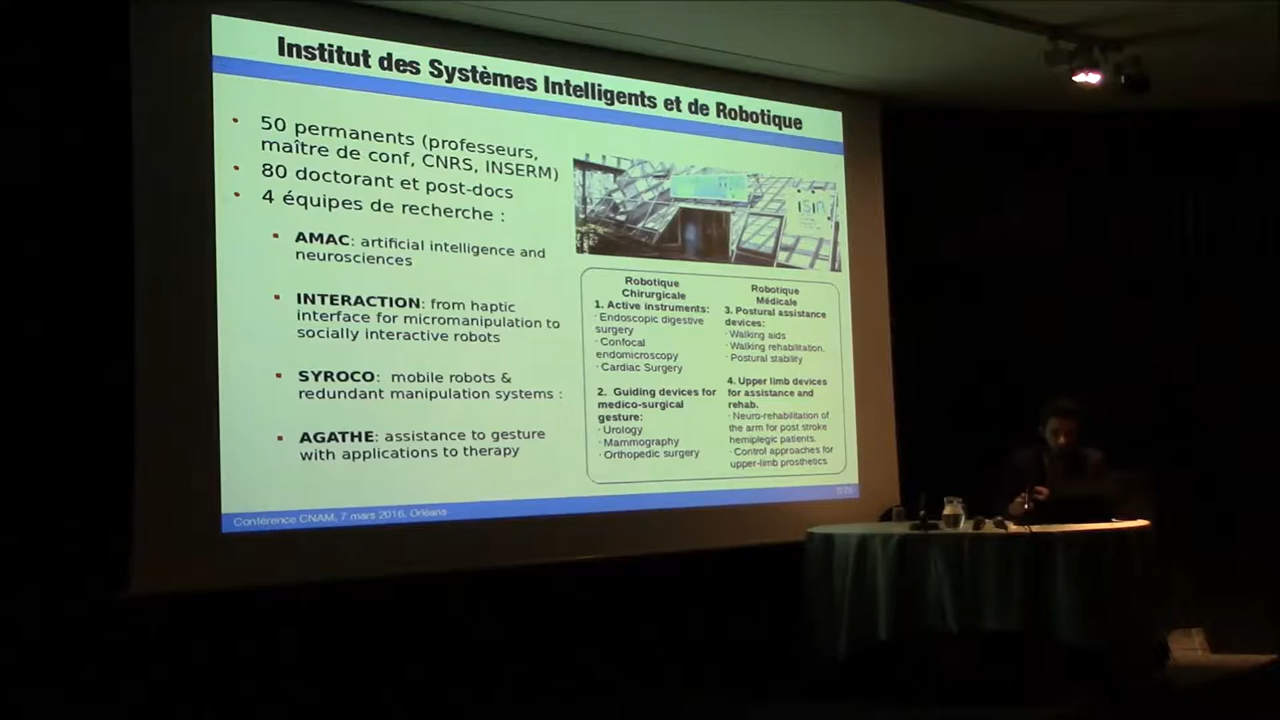 Institut des Systèmes Intelligents et de Robotique
• 50 permanents (professeurs,
maître de conf, CNRS, INSERM)
• 80 doctorant et post-docs
• 4 équipes de recherche :
▪ AMAC: artificial intelligence and
neurosciences
▪ INTERACTION: from haptic
interface for micromanipulation to
socially interactive robots
▪ SYROCO: mobile robots &
redundant manipulation systems :
▪ AGATHE: assistance to gesture
with applications to therapy
ISIR
Robotique
Chirurgicale
1. Active instruments:
· Endoscopic digestive
surgery
· Confocal
endomicroscopy
· Cardiac Surgery
2. Guiding devices for
medico-surgical
gesture:
· Urology
· Mammography
· Orthopedic surgery
Robotique
Médicale
3. Postural assistance
devices:
· Walking aids
· Walking rehabilitation.
· Postural stability
4. Upper limb devices
for assistance and
rehab.
· Neuro-rehabilitation of
the arm for post stroke
hemiplegic patients.
· Control approaches for
upper-limb prosthetics
Conférence CNAM, 7 mars 2016, Orléans